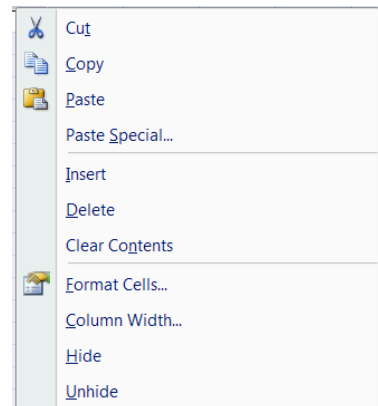 Cut
Copy
Paste
Paste Special...
Insert
Delete
Clear Contents
Format Cells...
Column Width...
Hide
Unhide